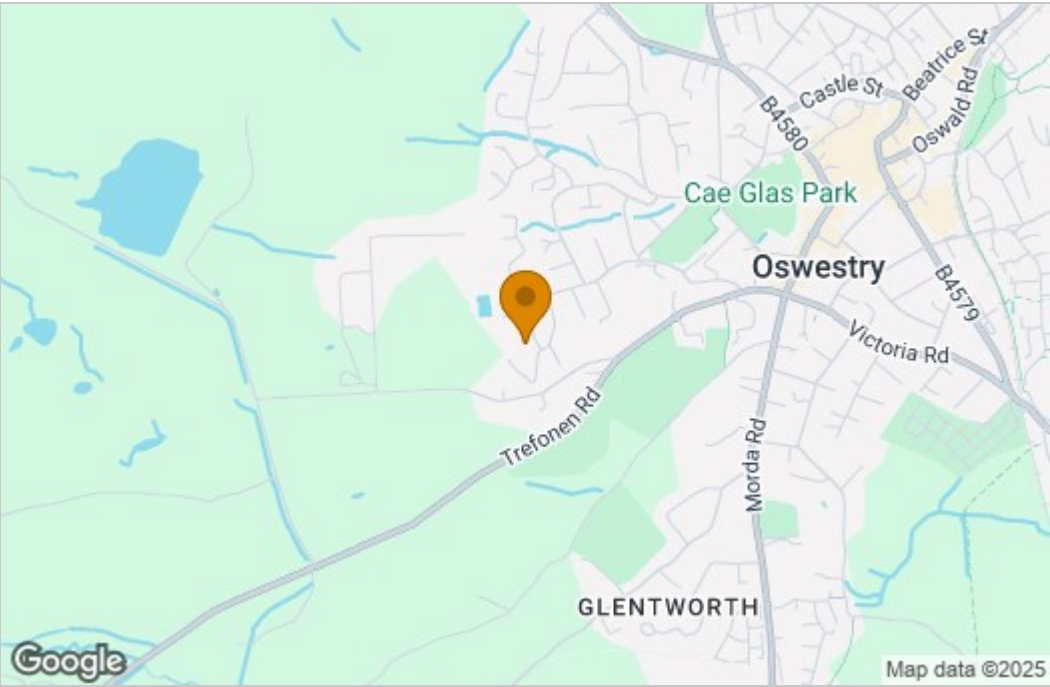 Beatrice St
Castle St
Oswald Rd
B4580
Cae Glas Park
Oswestry
B4579
Victoria Rd
Trefonen Rd
Morda Rd
GLENTWORTH
Google
Map data ©2025